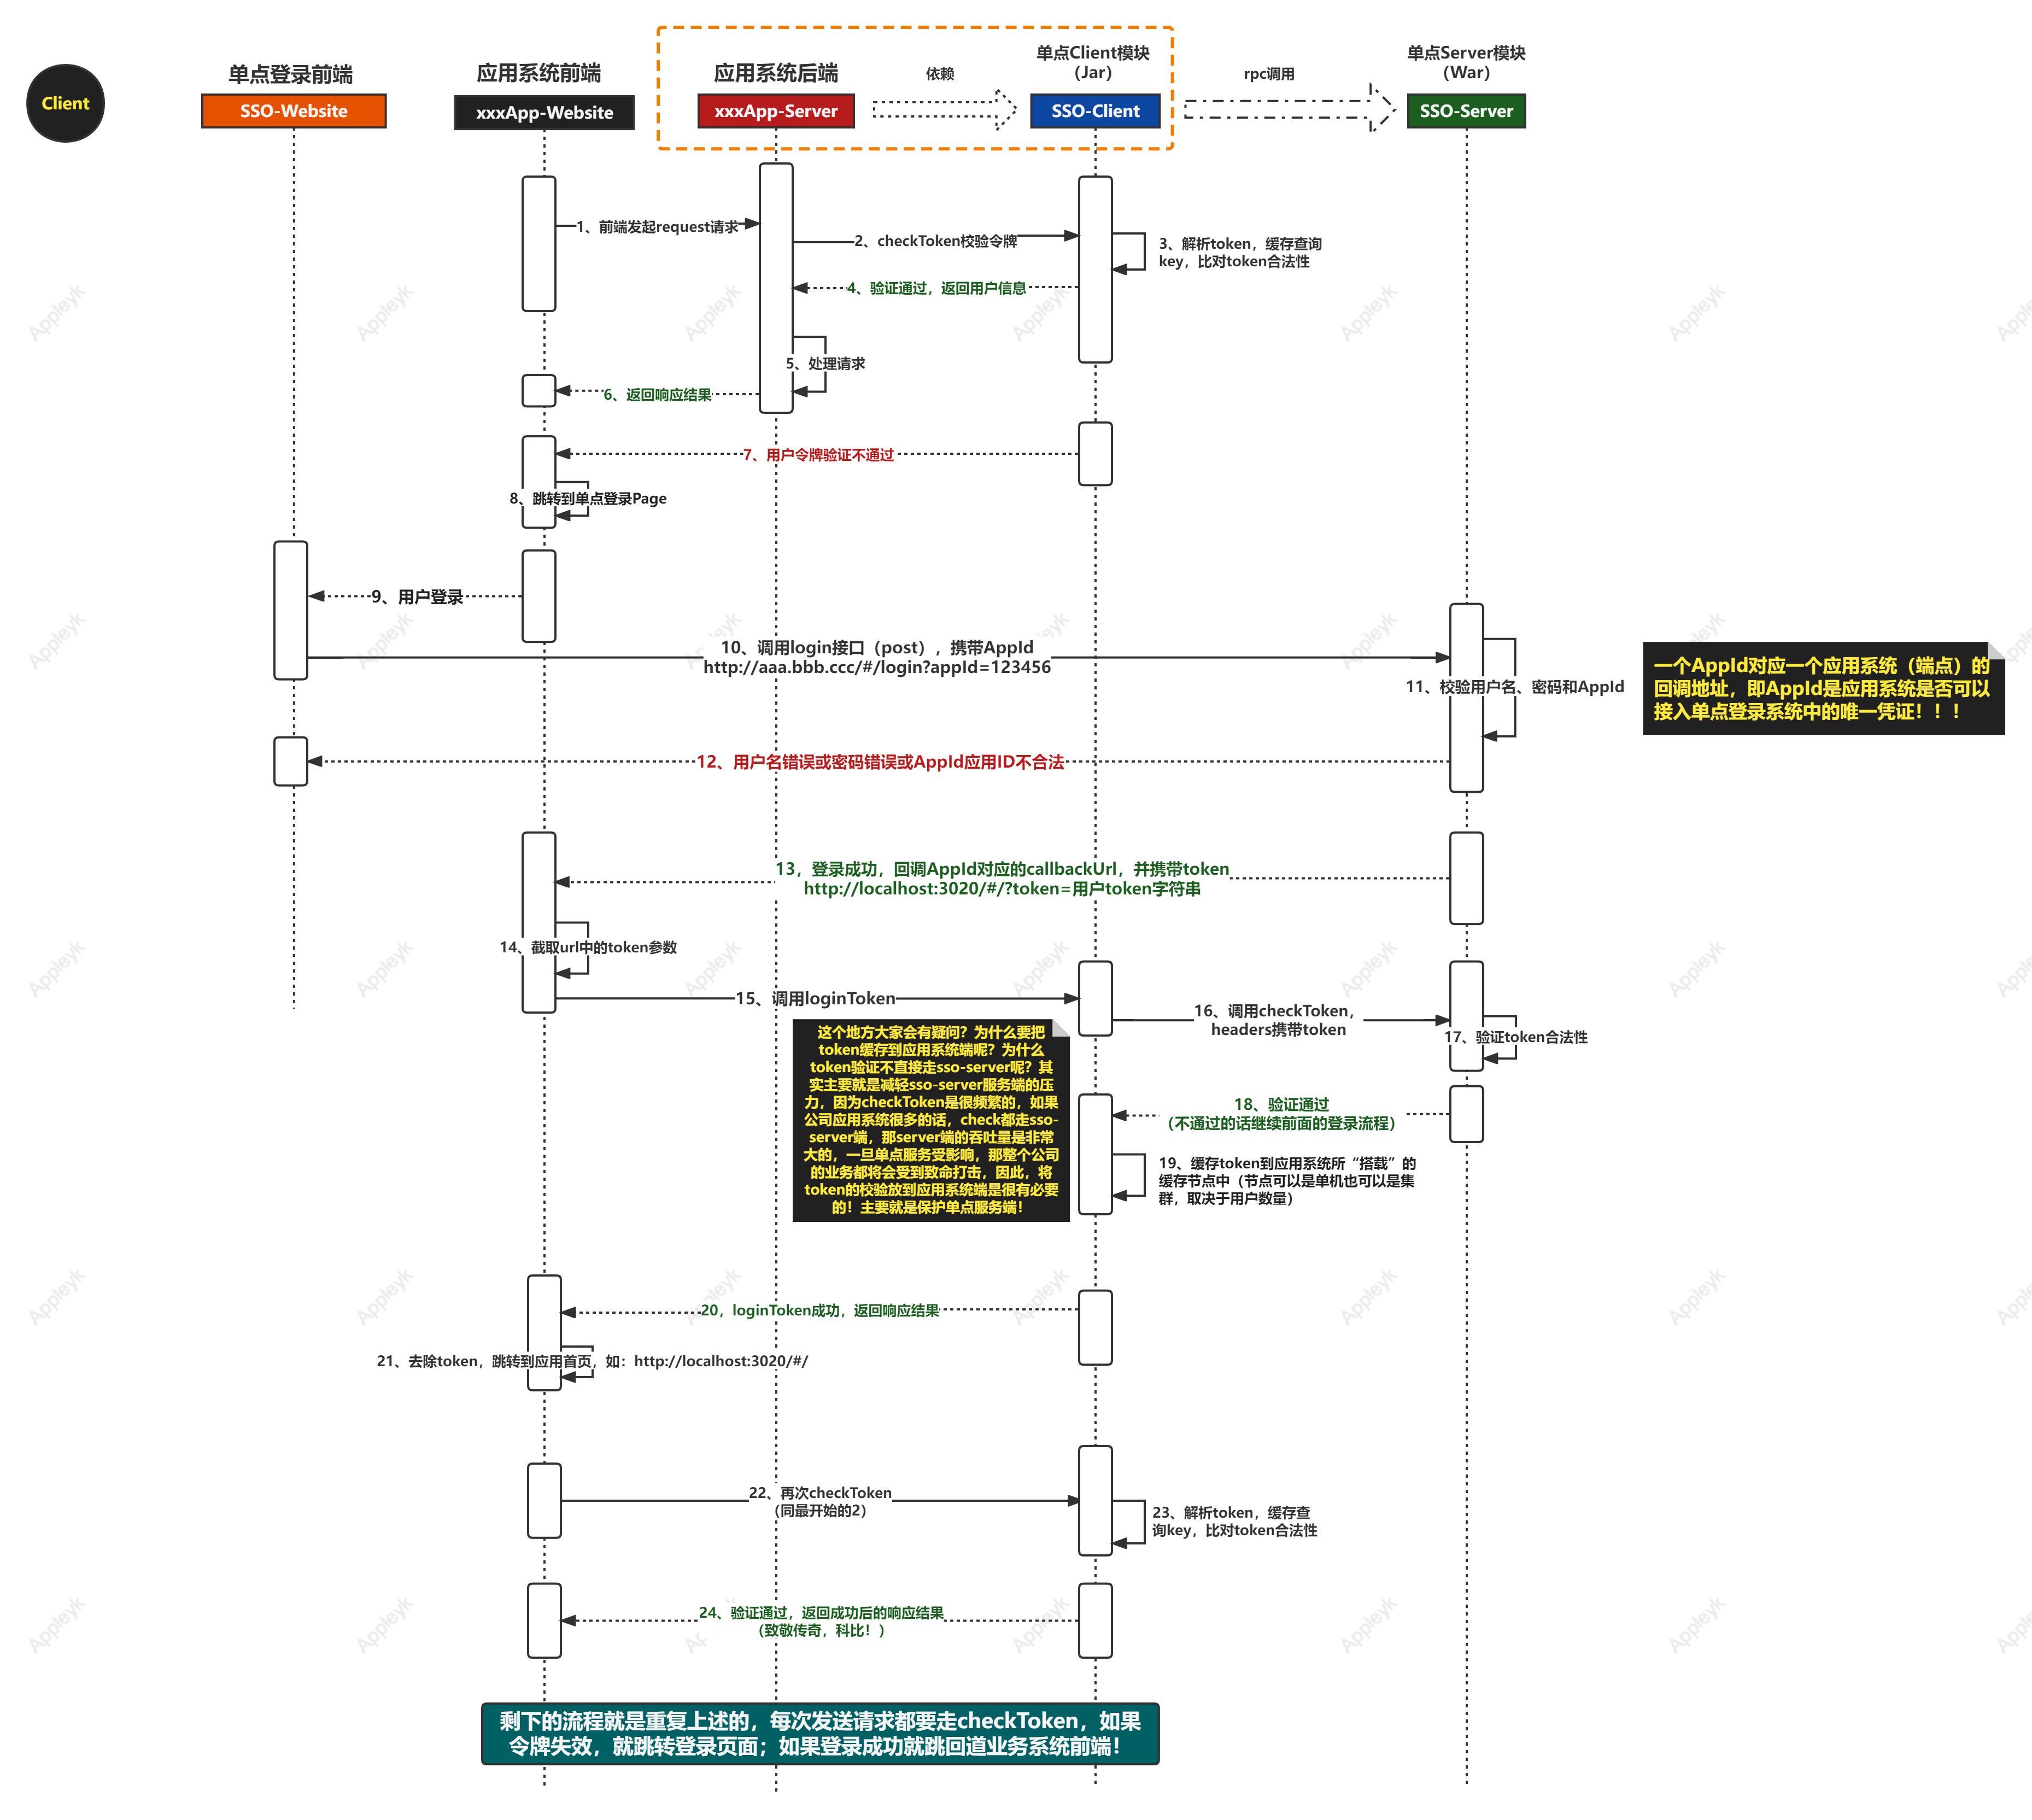 Client
单点登录前端
SSO-Website
应用系统前端
xxxApp-Website
应用系统后端
xxxApp-Server
依赖
单点Client模块
（Jar）
SSO-Client
rpc调用
单点Server模块
（War）
SSO-Server
1、前端发起request请求
2、checkToken校验令牌
3、解析token，缓存查询
key，比对token合法性
4、验证通过，返回用户信息
5、处理请求
6、返回响应结果
7、用户令牌验证不通过
8、跳转到单点登录Page
9、用户登录
10、调用login接口（post），携带AppId
http://aaa.bbb.ccc/#/login?appId=123456
11、校验用户名、密码和AppId
一个AppId对应一个应用系统（端点）的
回调地址，即AppId是应用系统是否可以
接入单点登录系统中的唯一凭证！！！
12、用户名错误或密码错误或AppId应用ID不合法
13，登录成功，回调AppId对应的callbackUrl，并携带token
http://localhost:3020/#/?token=用户token字符串
14、截取url中的token参数
15、调用loginToken
16、调用checkToken，
headers携带token
17、验证token合法性
这个地方大家会有疑问？为什么要把
token缓存到应用系统端呢？为什么
token验证不直接走sso-server呢？其
实主要就是减轻sso-server服务端的压
力，因为checkToken是很频繁的，如果
公司应用系统很多的话，check都走sso-
server端，那server端的吞吐量是非常
大的，一旦单点服务受影响，那整个公司
的业务都将会受到致命打击，因此，将
token的校验放到应用系统端是很有必要
的！主要就是保护单点服务端！
18、验证通过
（不通过的话继续前面的登录流程）
19、缓存token到应用系统所“搭载”的
缓存节点中（节点可以是单机也可以是集
群，取决于用户数量）
20，loginToken成功，返回响应结果
21、去除token，跳转到应用首页，如：http://localhost:3020/#/
22、再次checkToken
（同最开始的2）
23、解析token，缓存查
询key，比对token合法性
24、验证通过，返回成功后的响应结果
（致敬传奇，科比！）
剩下的流程就是重复上述的，每次发送请求都要走checkToken，如果
令牌失效，就跳转登录页面；如果登录成功就跳回道业务系统前端！
Appleyk
Appleyk
Appleyk
Appleyk
Appleyk
Appleyk
Appleyk